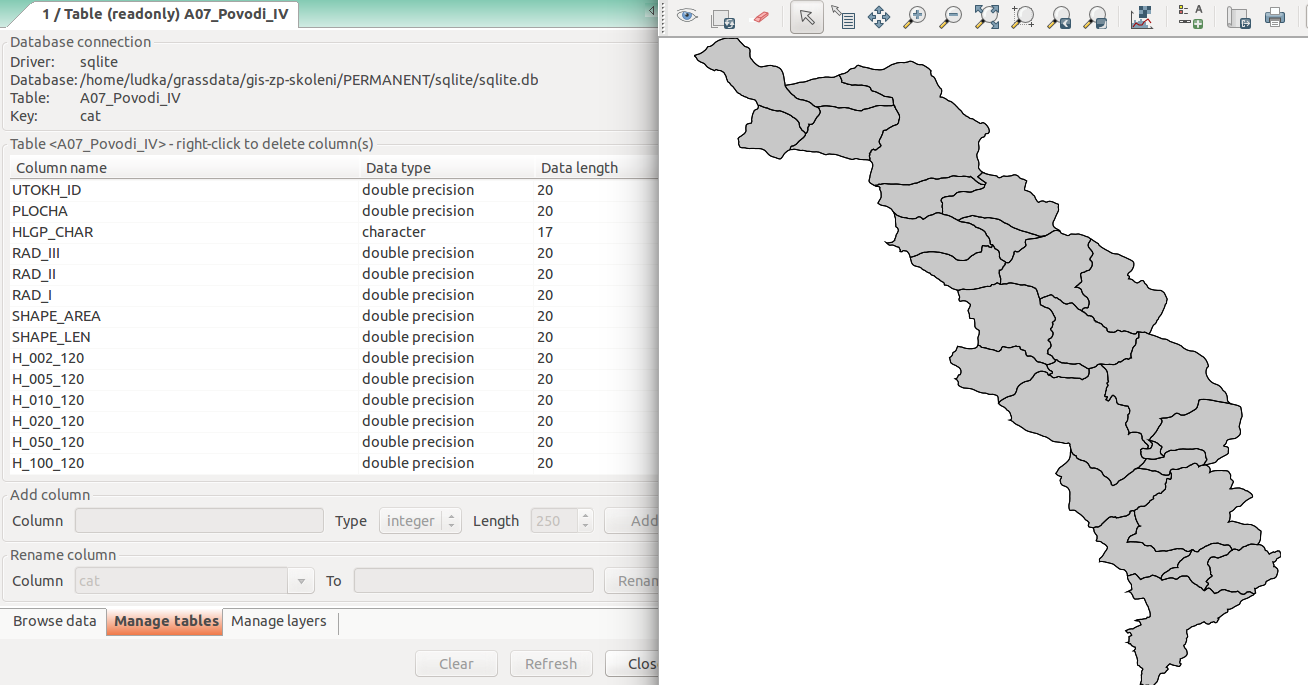 1 / Table (readonly) A07_Povodi_IV
Database connection
Driver: sqlite
Database: /home/ludka/grassdata/gis-zp-skoleni/PERMANENT/sqlite/sqlite.db
Table: A07_Povodi_IV
Key: cat
Table <A07_Povodi_IV> - right-click to delete column(s)
Column name Data type Data length
UTOKH_ID double precision 20
PLOCHA double precision 20
HLGP_CHAR character 17
RAD_III double precision 20
RAD_II double precision 20
RAD_I double precision 20
SHAPE_AREA double precision 20
SHAPE_LEN double precision 20
H_002_120 double precision 20
H_005_120 double precision 20
H_010_120 double precision 20
H_020_120 double precision 20
H_050_120 double precision 20
H_100_120 double precision 20
Add column
Column Type integer Length 250 Add
Rename column
Column cat To Renam
Browse data Manage tables Manage layers
Clear Refresh Clos
A